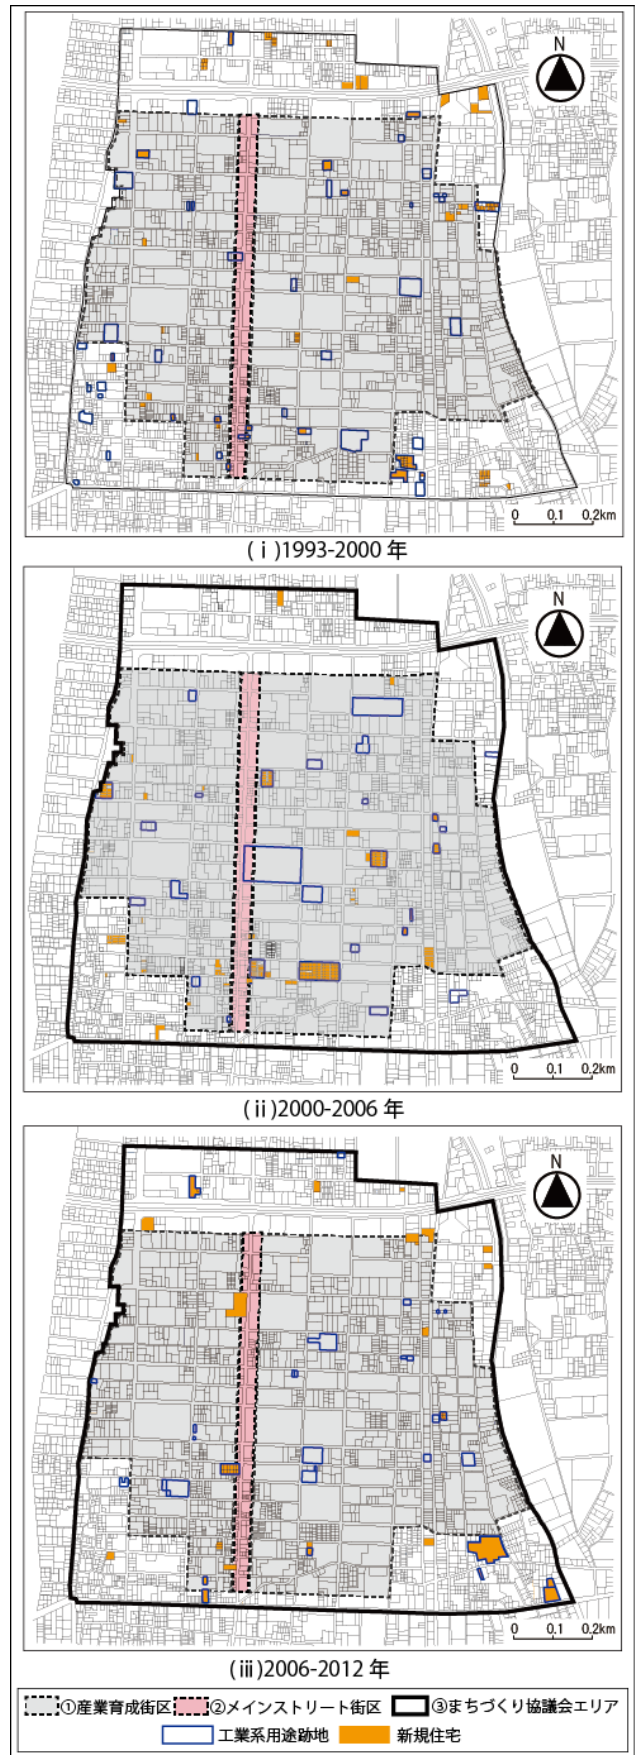 N
0 0.1 0.2km
(ⅰ)1993-2000 年
N
0 0.1 0.2km
(ⅱ)2000-2006 年
N
0 0.1 0.2km
(ⅲ)2006-2012 年
①産業育成街区 ②メインストリート街区 ③まちづくり協議会エリア
工業系用途跡地 新規住宅